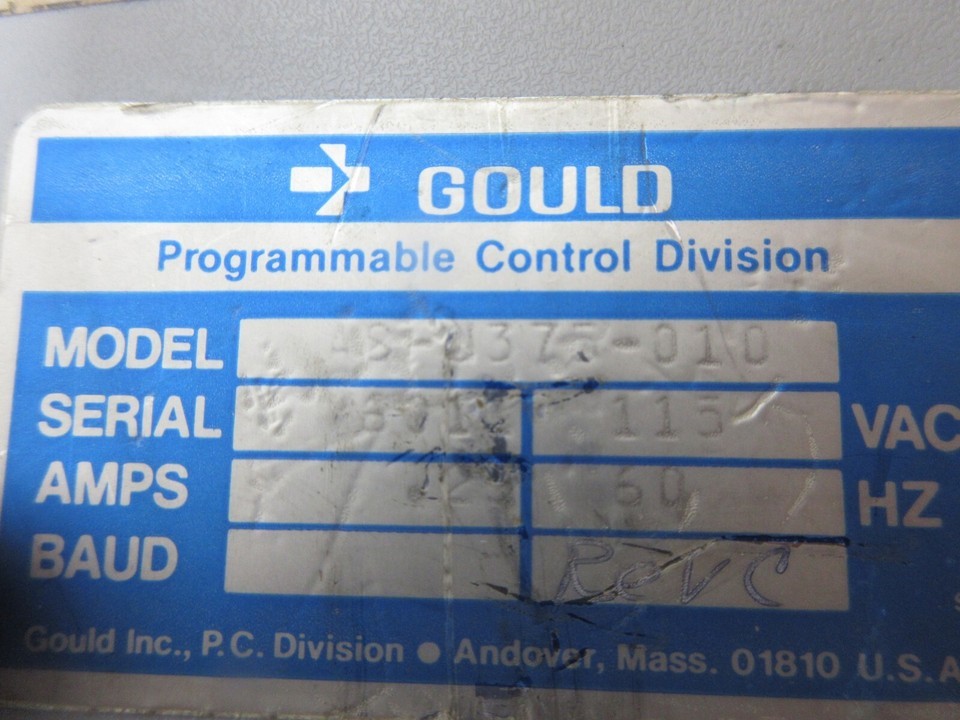 GOULD
Programmable Control Division
MODEL
SERIAL 115 VAC
AMPS 60 HZ
BAUD Rev C
Gould Inc., P.C. Division ● Andover, Mass. 01810 U.S.A